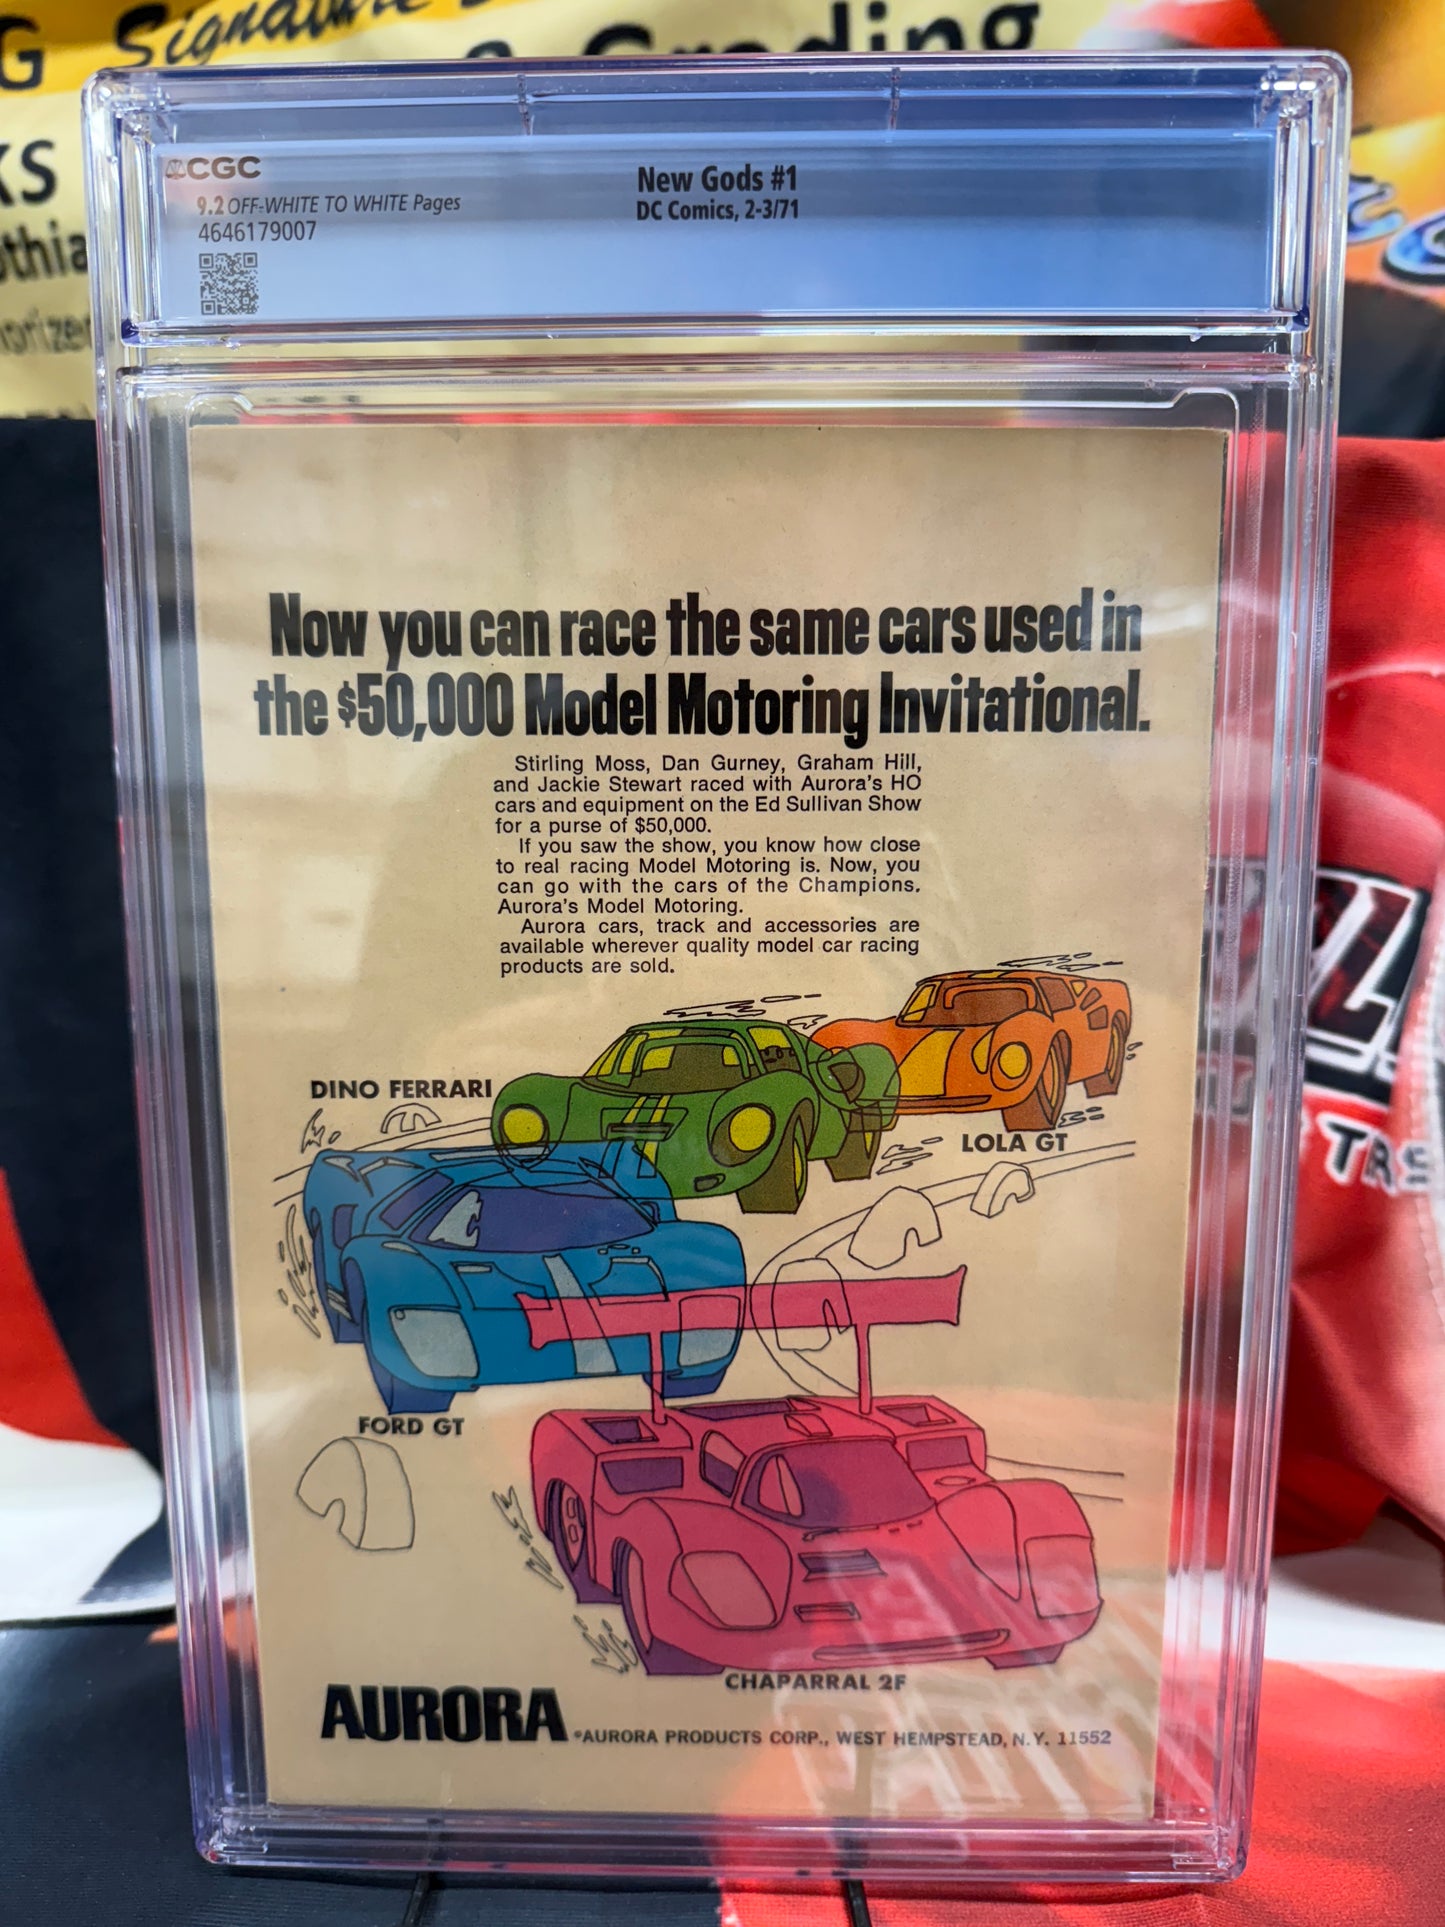 G Signature
& Grading
KS
CGC
9.2 OFF-WHITE TO WHITE Pages
4646179007
New Gods #1
DC Comics, 2-3/71
Now you can race the same cars used in
the $50,000 Model Motoring Invitational.
Stirling Moss, Dan Gurney, Graham Hill,
and Jackie Stewart raced with Aurora's HO
cars and equipment on the Ed Sullivan Show
for a purse of $50,000.
If you saw the show, you know how close
to real racing Model Motoring is. Now, you
can go with the cars of the Champions.
Aurora's Model Motoring.
Aurora cars, track and accessories are
available wherever quality model car racing
products are sold.
DINO FERRARI
LOLA GT
FORD GT
CHAPARRAL 2F
AURORA
©AURORA PRODUCTS CORP., WEST HEMPSTEAD, N.Y. 11552